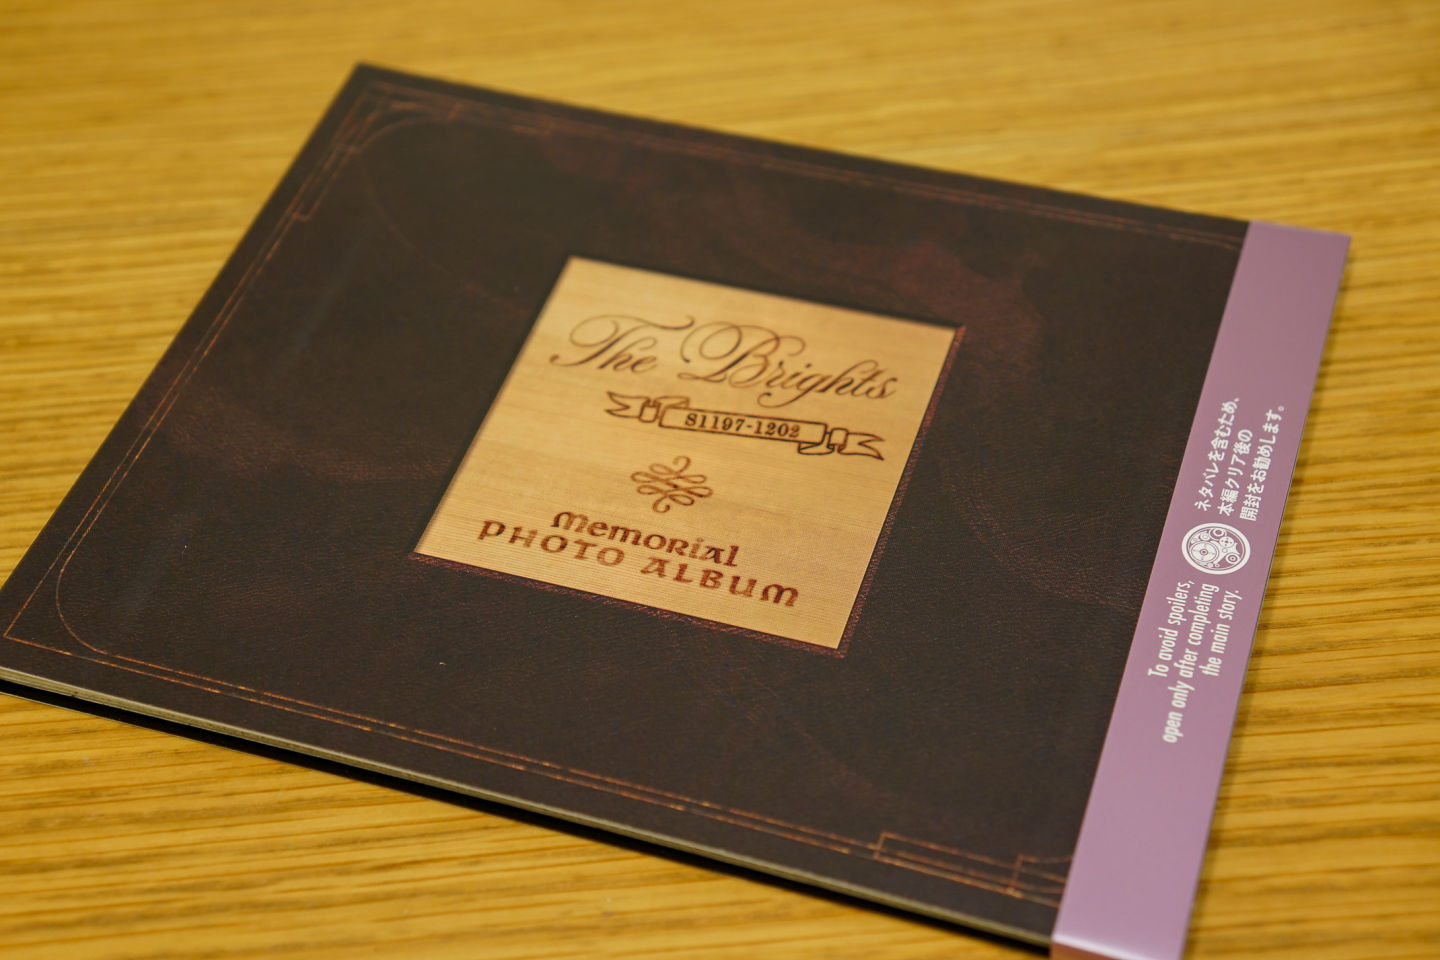 The Brights
S1197-1202
memorial
PHOTO ALBUM
ネタバレを含むため、
本編クリア後の
開封をお勧めします。
To avoid spoilers,
open only after completing
the main story.